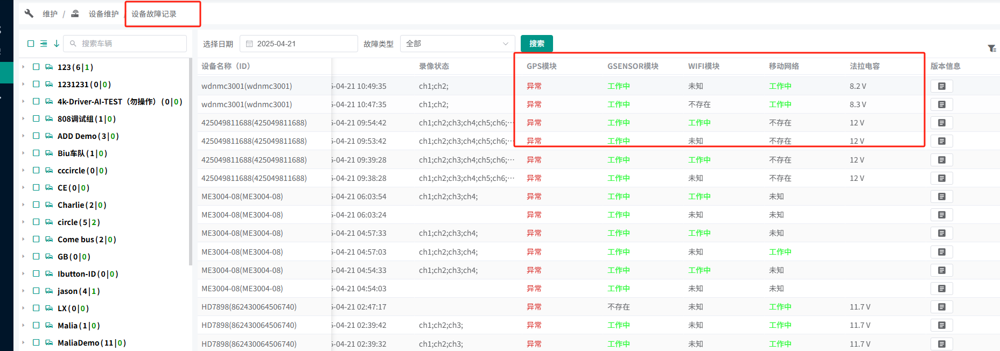 维护 / 设备维护 / 设备故障记录
搜索车辆
选择日期 2025-04-21 故障类型 全部 搜索
123(6|1)
1231231(0|0)
4k-Driver-AI-TEST（勿操作）(0|0)
808调试组(1|0)
ADD Demo(3|0)
Biu车队(1|0)
cccircle(0|0)
CE(0|0)
Charlie(2|0)
circle(5|2)
Come bus(2|0)
GB(0|0)
Ibutton-ID(0|0)
jason(4|1)
LX(0|0)
Malia(1|0)
MaliaDemo(11|0)
设备名称（ID） 录像状态 GPS模块 GSENSOR模块 WIFI模块 移动网络 法拉电容 版本信息
wdnmc3001(wdnmc3001) 5-04-21 10:49:35 ch1;ch2; 异常 工作中 未知 工作中 8.2 V
wdnmc3001(wdnmc3001) 5-04-21 10:47:35 ch1;ch2; 异常 工作中 不存在 工作中 8.3 V
425049811688(425049811688) 5-04-21 09:54:42 ch1;ch2;ch3;ch4;ch5;ch6;… 异常 工作中 工作中 不存在 12 V
425049811688(425049811688) 5-04-21 09:53:42 ch1;ch2;ch3;ch4;ch5;ch6;… 异常 工作中 未知 不存在 12 V
425049811688(425049811688) 5-04-21 09:39:28 ch1;ch2;ch3;ch4;ch5;ch6;… 异常 工作中 工作中 不存在 12 V
425049811688(425049811688) 5-04-21 09:38:28 ch1;ch2;ch3;ch4;ch5;ch6;… 异常 工作中 未知 不存在 12 V
ME3004-08(ME3004-08) 5-04-21 06:03:54 ch1;ch2;ch3;ch4; 异常 工作中 工作中 未知
ME3004-08(ME3004-08) 5-04-21 06:03:24 异常 工作中 未知 未知
ME3004-08(ME3004-08) 5-04-21 04:57:33 ch1;ch2;ch3;ch4; 异常 工作中 工作中 未知
ME3004-08(ME3004-08) 5-04-21 04:57:03 ch1;ch2;ch3;ch4; 异常 工作中 未知 工作中
ME3004-08(ME3004-08) 5-04-21 04:54:33 ch1;ch2;ch3;ch4; 异常 工作中 工作中 未知
ME3004-08(ME3004-08) 5-04-21 04:54:03 异常 工作中 未知 未知
HD7898(862430064506740) 5-04-21 02:47:17 异常 不存在 未知 工作中 11.7 V
HD7898(862430064506740) 5-04-21 02:39:42 ch1;ch2;ch3; 异常 工作中 未知 工作中 11.7 V
HD7898(862430064506740) 5-04-21 02:39:32 ch1;ch2;ch3; 异常 工作中 未知 工作中 11.7 V